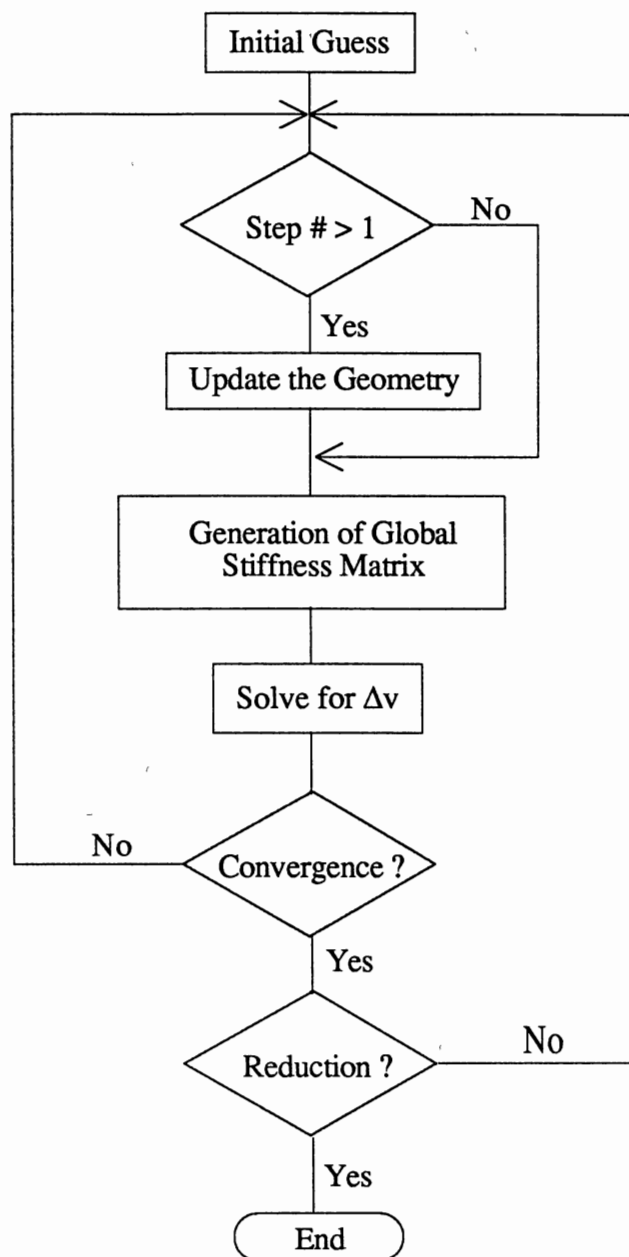 Initial Guess
Step # > 1
No
Yes
Update the Geometry
Generation of Global
Stiffness Matrix
Solve for Δv
No
Convergence ?
Yes
Reduction ?
No
Yes
End